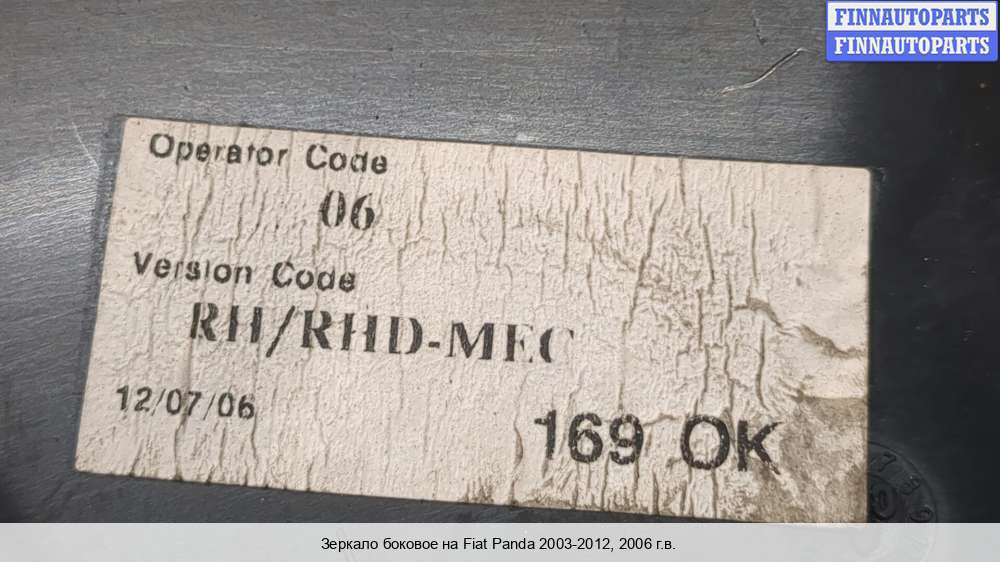 FINNAUTOPARTS
FINNAUTOPARTS
Operator Code
06
Version Code
RH/RHD-MEC
12/07/06
169 OK
Зеркало боковое на Fiat Panda 2003-2012, 2006 г.в.